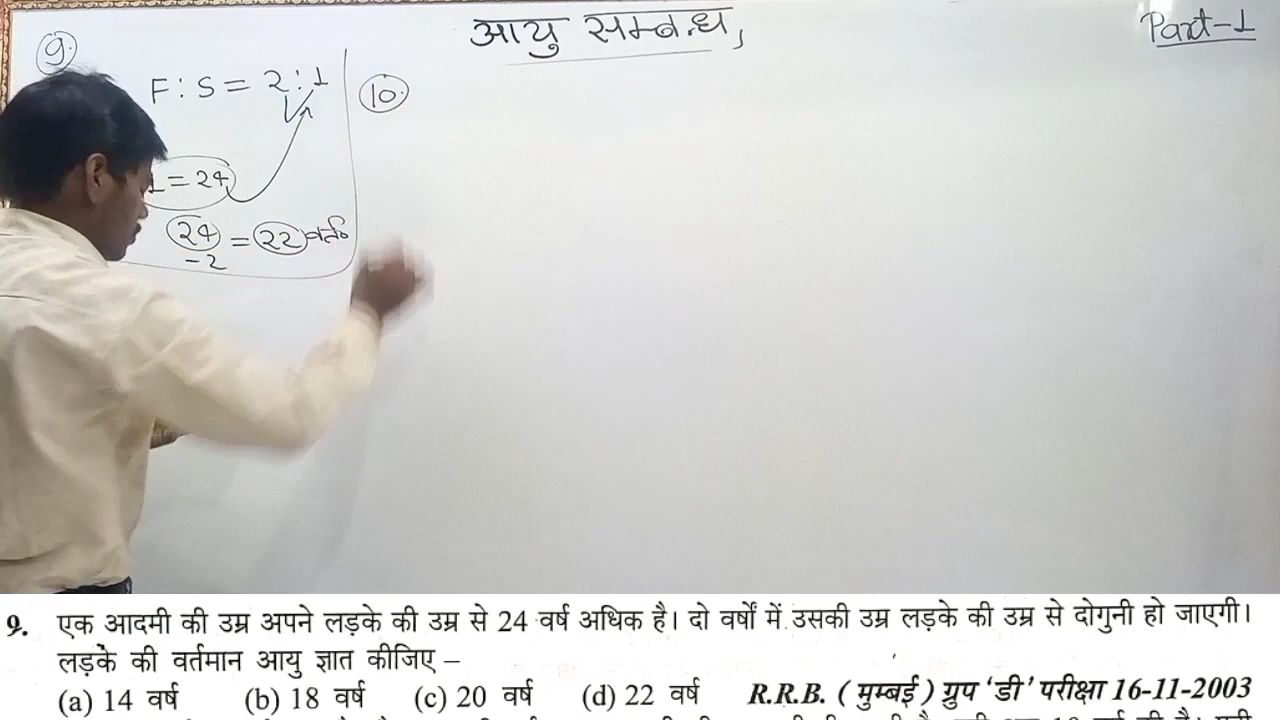 आयु सम्बन्ध,
Part-1
9.
F : S = 2 : 1
1 = 24
24 = 22 वर्ष
-2
10.
9. एक आदमी की उम्र अपने लड़के की उम्र से 24 वर्ष अधिक है। दो वर्षों में उसकी उम्र लड़के की उम्र से दोगुनी हो जाएगी।
लड़के की वर्तमान आयु ज्ञात कीजिए –
(a) 14 वर्ष (b) 18 वर्ष (c) 20 वर्ष (d) 22 वर्ष R.R.B. ( मुम्बई ) ग्रुप ‘डी’ परीक्षा 16-11-2003